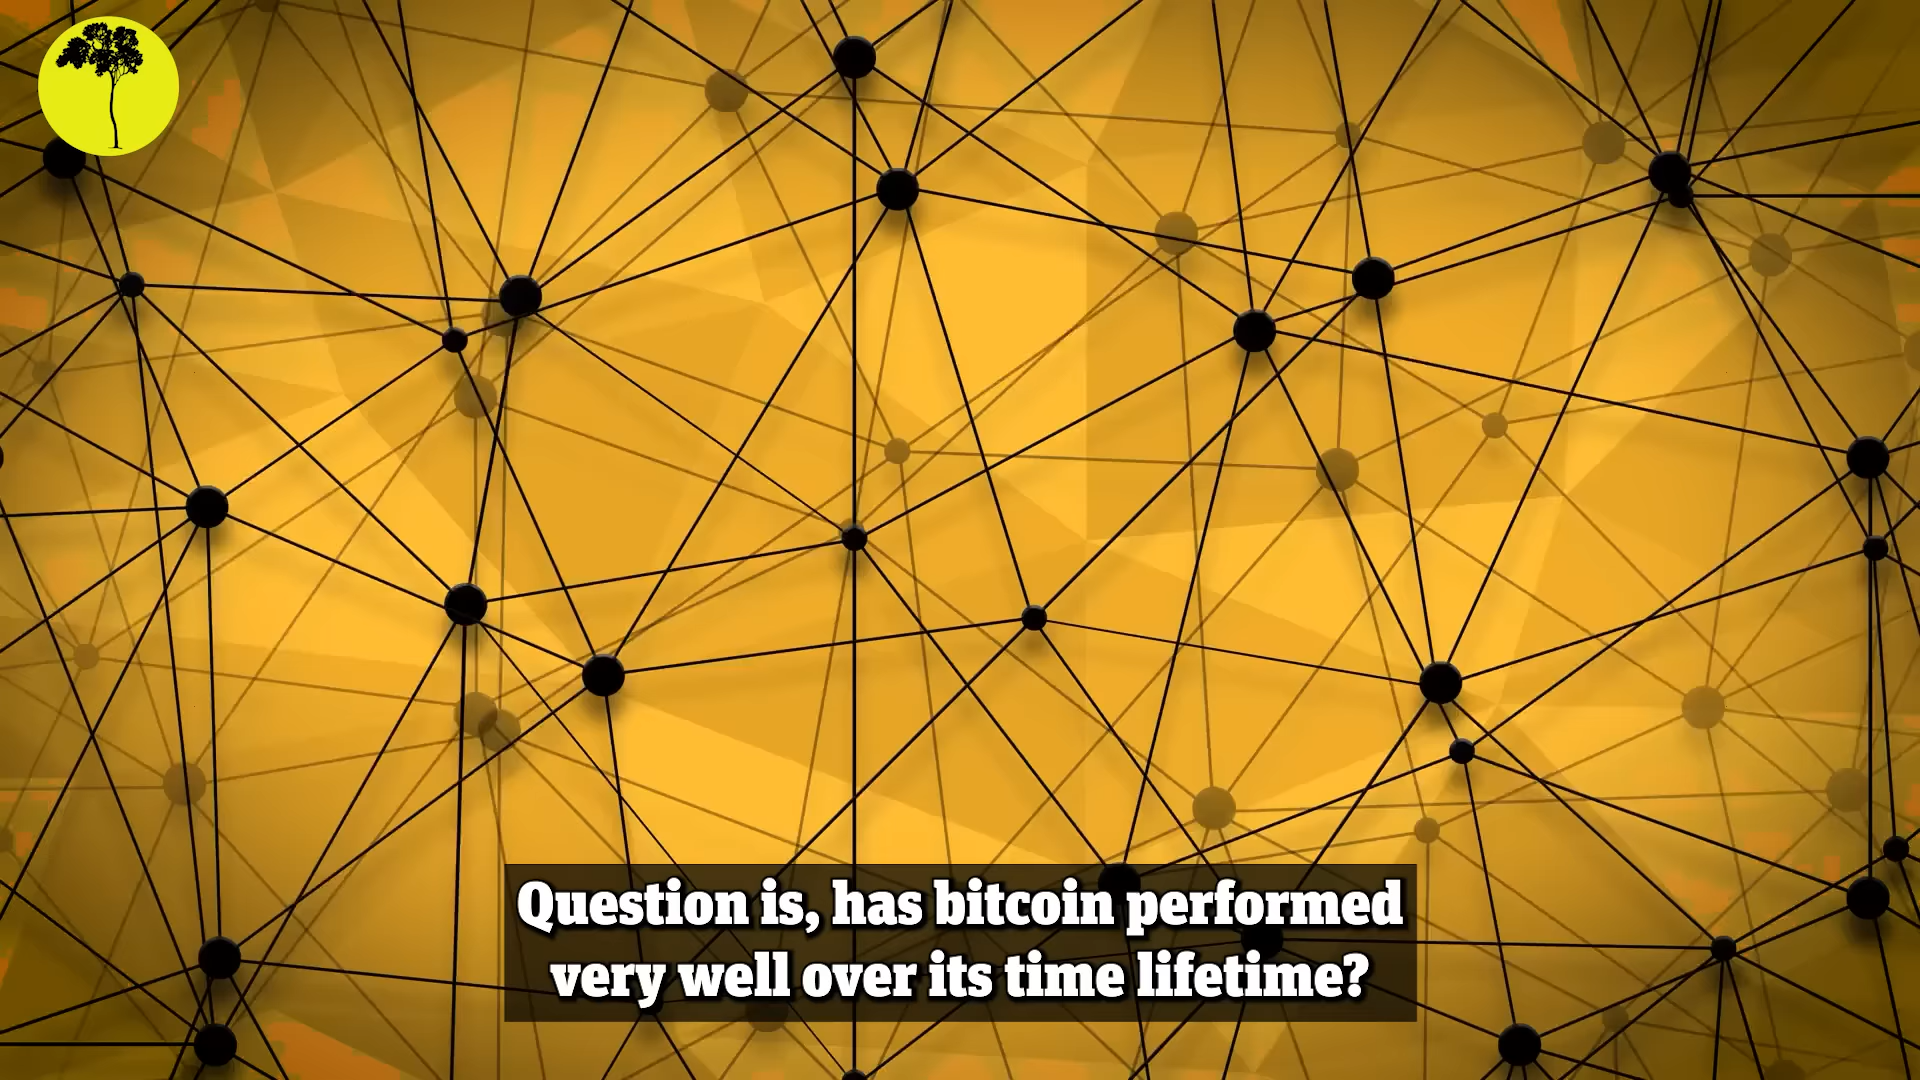 Question is, has bitcoin performed
very well over its time lifetime?